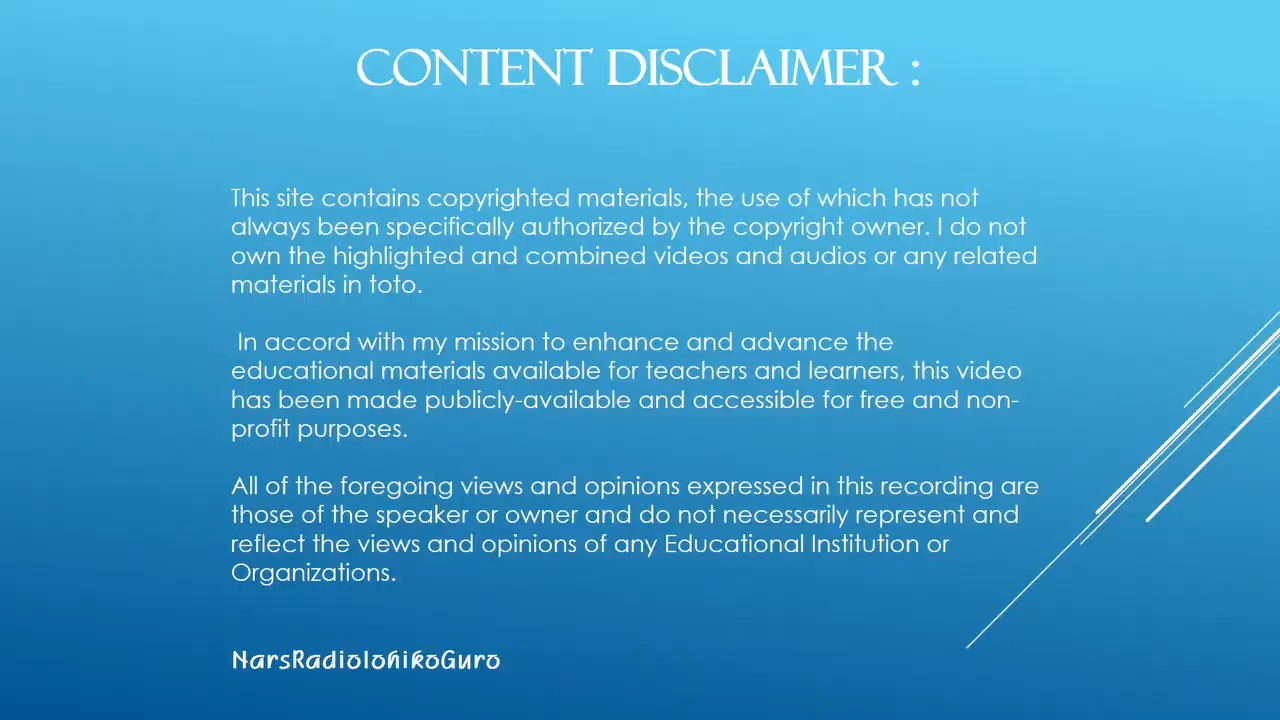 CONTENT DISCLAIMER :
This site contains copyrighted materials, the use of which has not
always been specifically authorized by the copyright owner. I do not
own the highlighted and combined videos and audios or any related
materials in toto.
In accord with my mission to enhance and advance the
educational materials available for teachers and learners, this video
has been made publicly-available and accessible for free and non-
profit purposes.
All of the foregoing views and opinions expressed in this recording are
those of the speaker or owner and do not necessarily represent and
reflect the views and opinions of any Educational Institution or
Organizations.
NarsRadiolohikoGuro